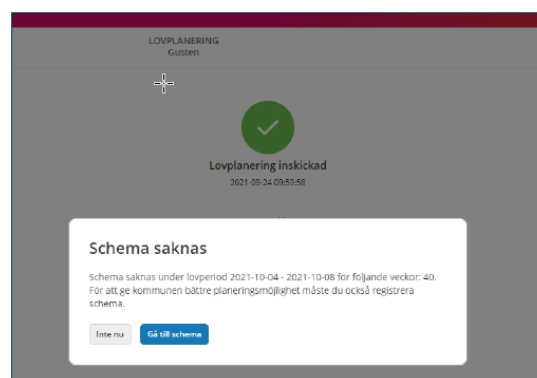 LOVPLANERING
Gusten
Lovplanering inskickad
2021-09-24 09:59:58
Schema saknas
Schema saknas under lovperiod 2021-10-04 - 2021-10-08 för följande veckor: 40.
För att ge kommunen bättre planeringsmöjlighet måste du också registrera
schema.
Inte nu
Gå till schema